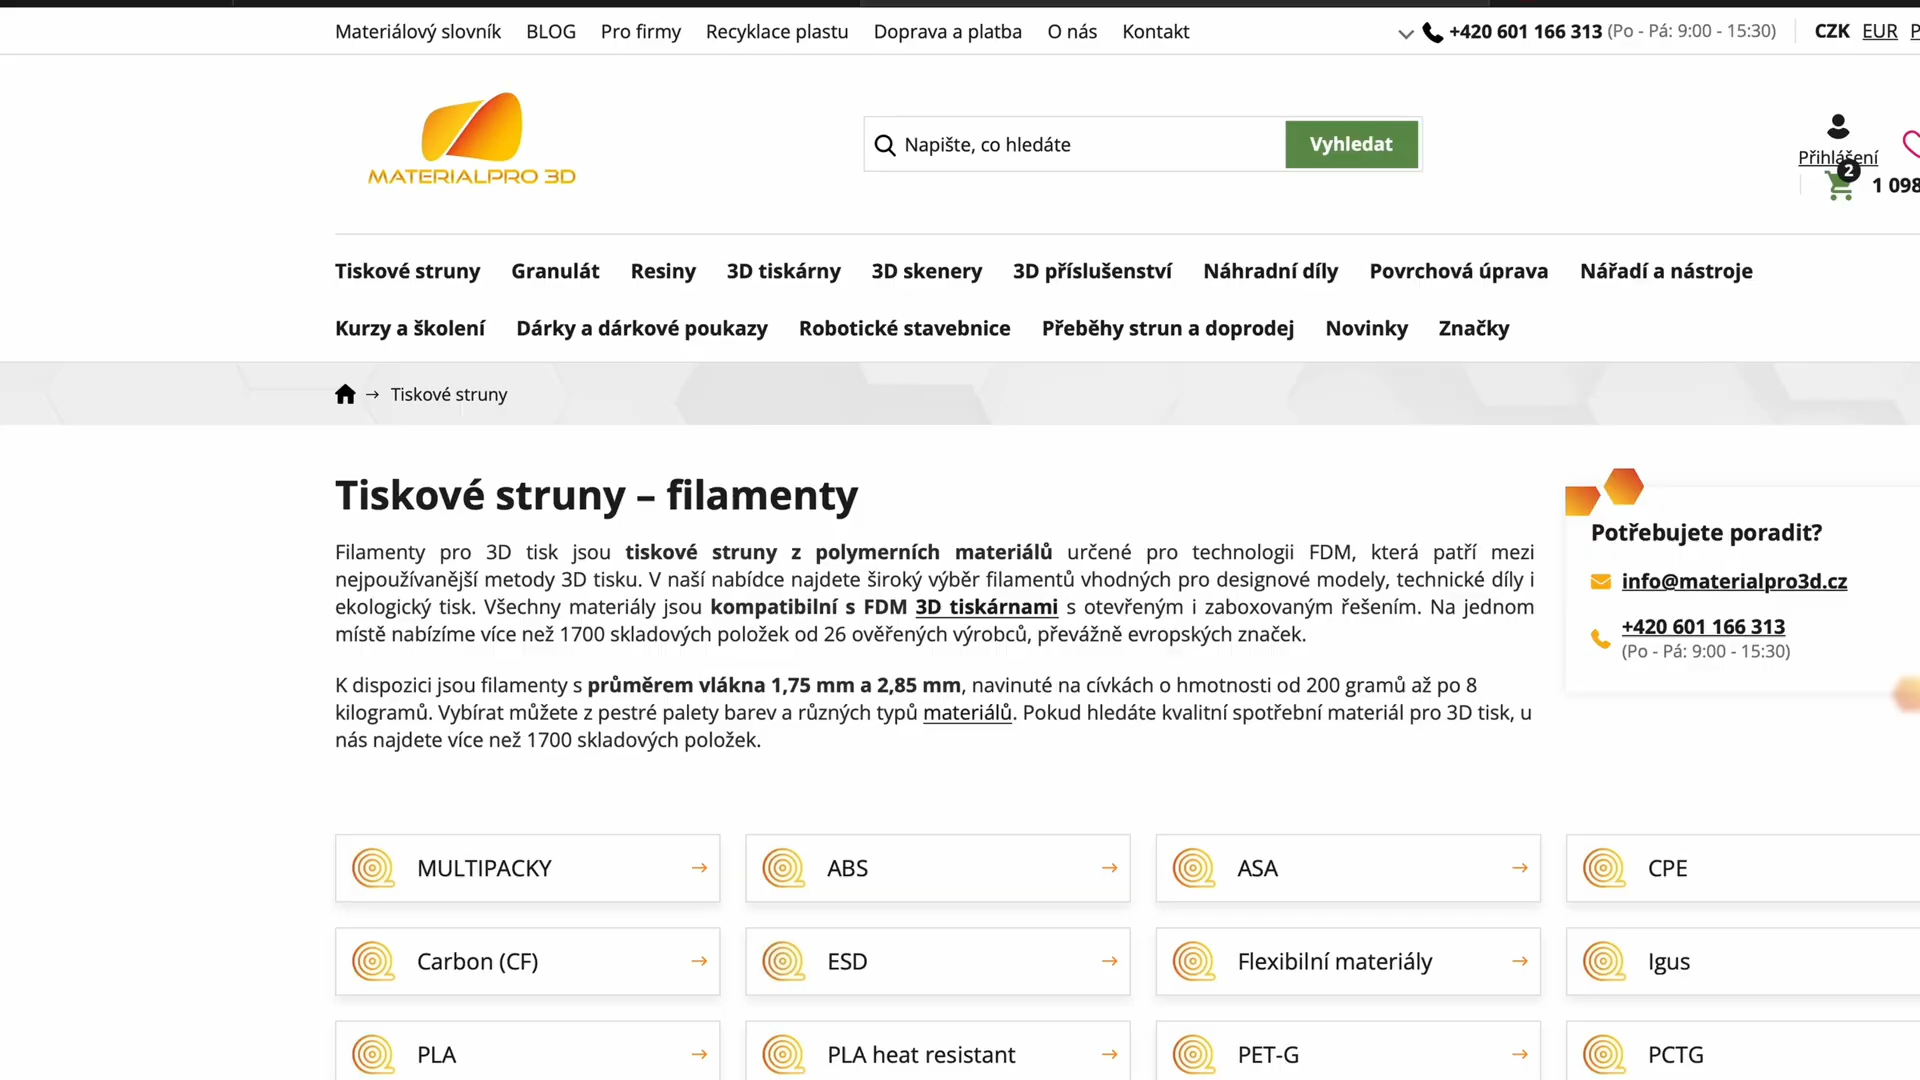 Materiálový slovník BLOG Pro firmy Recyklace plastu Doprava a platba O nás Kontakt +420 601 166 313 (Po - Pá: 9:00 - 15:30) CZK EUR
MATERIALPRO 3D
Napište, co hledáte Vyhledat
Přihlášení
2
1 098
Tiskové struny Granulát Resiny 3D tiskárny 3D skenery 3D příslušenství Náhradní díly Povrchová úprava Nářadí a nástroje
Kurzy a školení Dárky a dárkové poukazy Robotické stavebnice Přeběhy strun a doprodej Novinky Značky
→ Tiskové struny
Tiskové struny – filamenty
Filamenty pro 3D tisk jsou tiskové struny z polymerních materiálů určené pro technologii FDM, která patří mezi
nejpoužívanější metody 3D tisku. V naší nabídce najdete široký výběr filamentů vhodných pro designové modely, technické díly i
ekologický tisk. Všechny materiály jsou kompatibilní s FDM 3D tiskárnami s otevřeným i zaboxovaným řešením. Na jednom
místě nabízíme více než 1700 skladových položek od 26 ověřených výrobců, převážně evropských značek.
K dispozici jsou filamenty s průměrem vlákna 1,75 mm a 2,85 mm, navinuté na cívkách o hmotnosti od 200 gramů až po 8
kilogramů. Vybírat můžete z pestré palety barev a různých typů materiálů. Pokud hledáte kvalitní spotřební materiál pro 3D tisk, u
nás najdete více než 1700 skladových položek.
Potřebujete poradit?
info@materialpro3d.cz
+420 601 166 313
(Po - Pá: 9:00 - 15:30)
MULTIPACKY → ABS → ASA → CPE
Carbon (CF) → ESD → Flexibilní materiály → Igus
PLA → PLA heat resistant → PET-G → PCTG